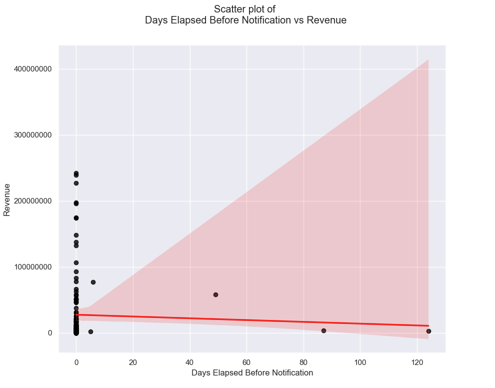 Scatter plot of
Days Elapsed Before Notification vs Revenue
400000000
300000000
200000000
100000000
0
Revenue
0 20 40 60 80 100 120
Days Elapsed Before Notification